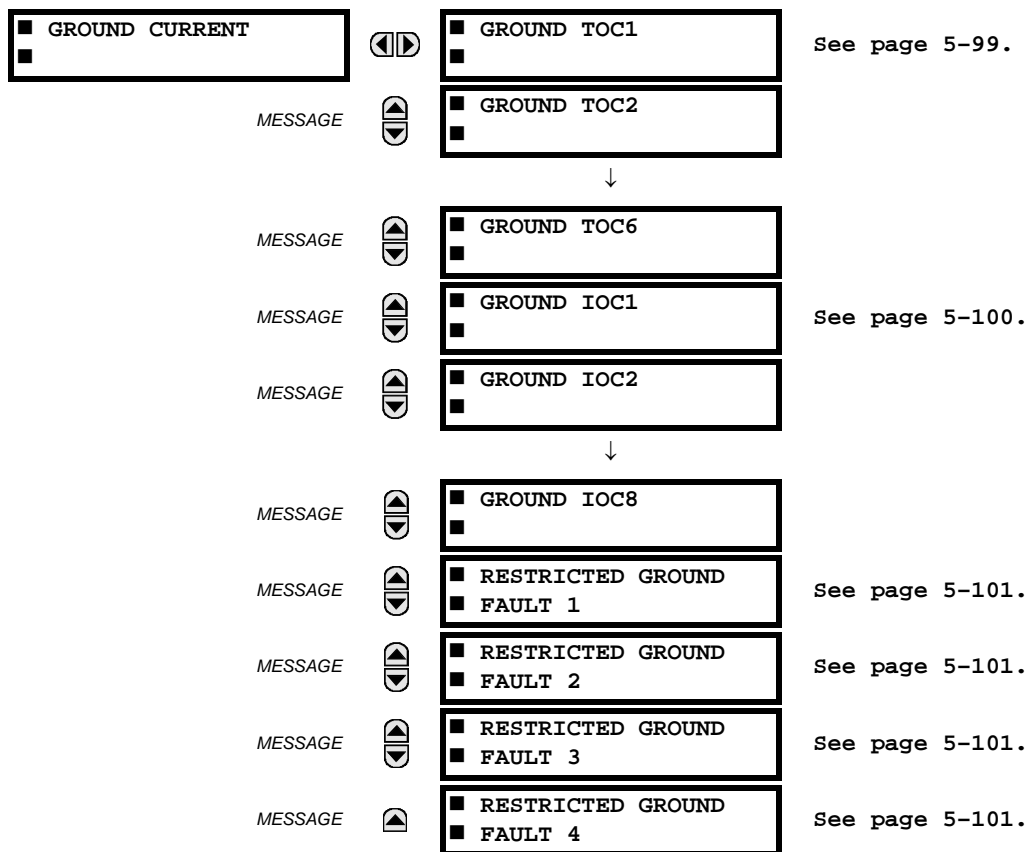 ■ GROUND CURRENT
■
■ GROUND TOC1
■
See page 5-99.
MESSAGE
■ GROUND TOC2
■
↓
MESSAGE
■ GROUND TOC6
■
MESSAGE
■ GROUND IOC1
■
See page 5-100.
MESSAGE
■ GROUND IOC2
■
↓
MESSAGE
■ GROUND IOC8
■
MESSAGE
■ RESTRICTED GROUND
■ FAULT 1
See page 5-101.
MESSAGE
■ RESTRICTED GROUND
■ FAULT 2
See page 5-101.
MESSAGE
■ RESTRICTED GROUND
■ FAULT 3
See page 5-101.
MESSAGE
■ RESTRICTED GROUND
■ FAULT 4
See page 5-101.